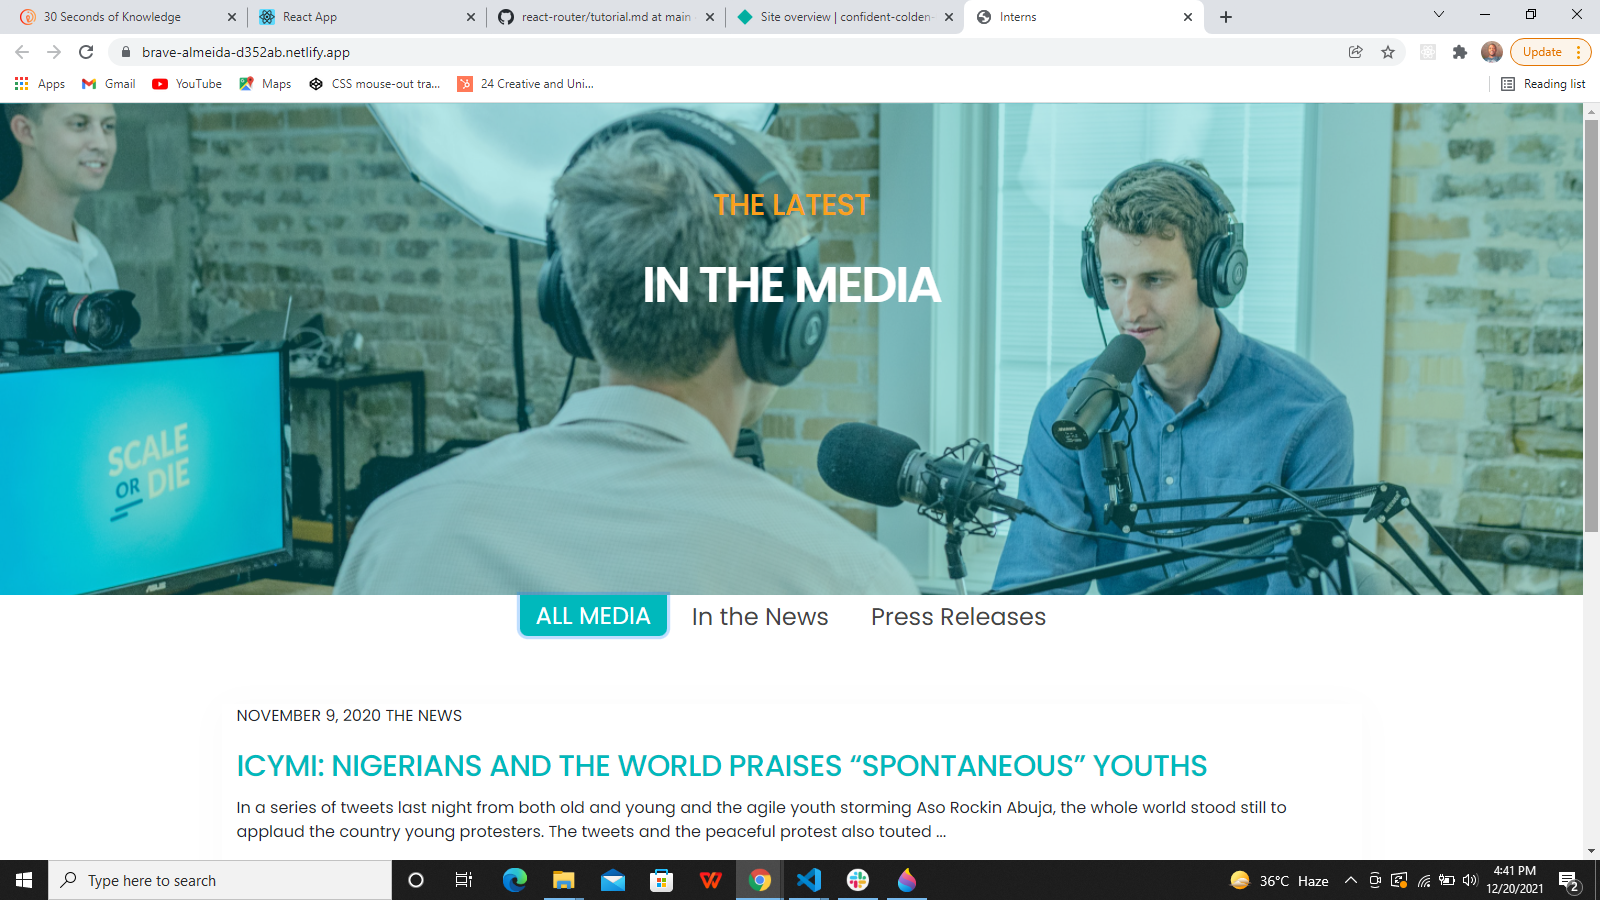 30 Seconds of Knowledge
React App
react-router/tutorial.md at main
Site overview | confident-colden-
Interns
brave-almeida-d352ab.netlify.app
Update
Apps
Gmail
YouTube
Maps
CSS mouse-out tra...
24 Creative and Uni...
Reading list
THE LATEST
IN THE MEDIA
SCALE
OR DIE
ASUS
ALL MEDIA
In the News
Press Releases
NOVEMBER 9, 2020 THE NEWS
ICYMI: NIGERIANS AND THE WORLD PRAISES “SPONTANEOUS” YOUTHS
In a series of tweets last night from both old and young and the agile youth storming Aso Rockin Abuja, the whole world stood still to
applaud the country young protesters. The tweets and the peaceful protest also touted ...
Type here to search
36°C Haze
4:41 PM
12/20/2021
2